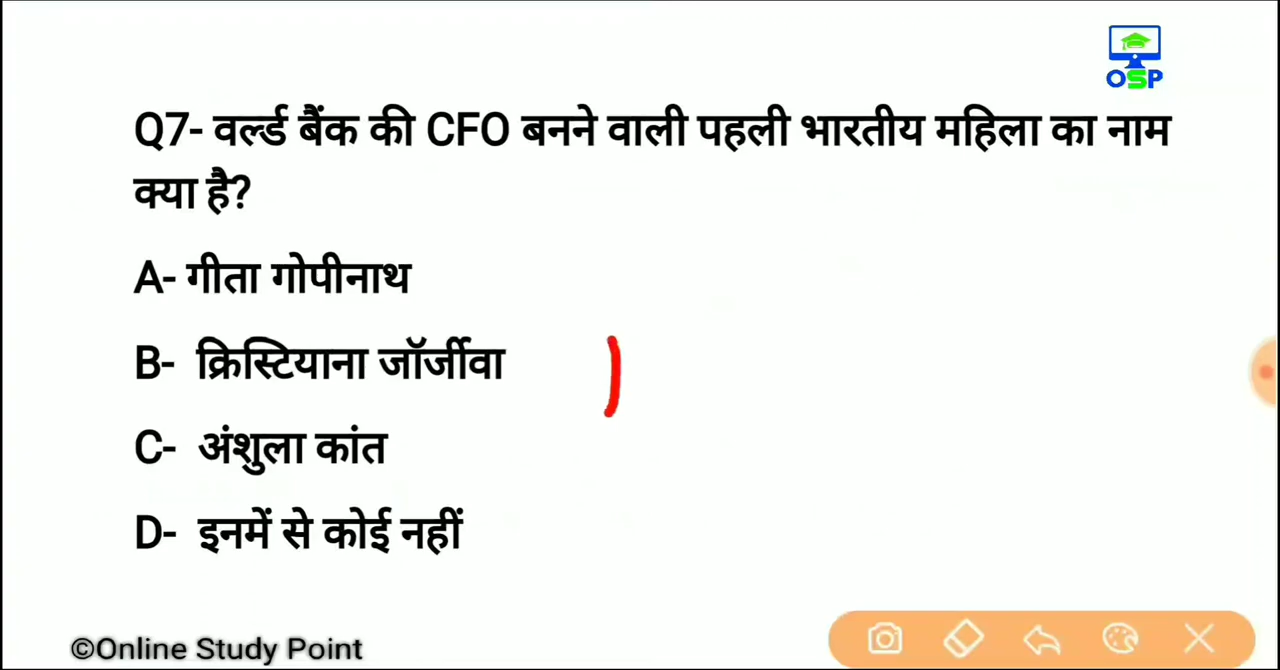 OSP
Q7- वर्ल्ड बैंक की CFO बनने वाली पहली भारतीय महिला का नाम
क्या है?
A- गीता गोपीनाथ
B- क्रिस्टियाना जॉर्जीवा
C- अंशुला कांत
D- इनमें से कोई नहीं
©Online Study Point